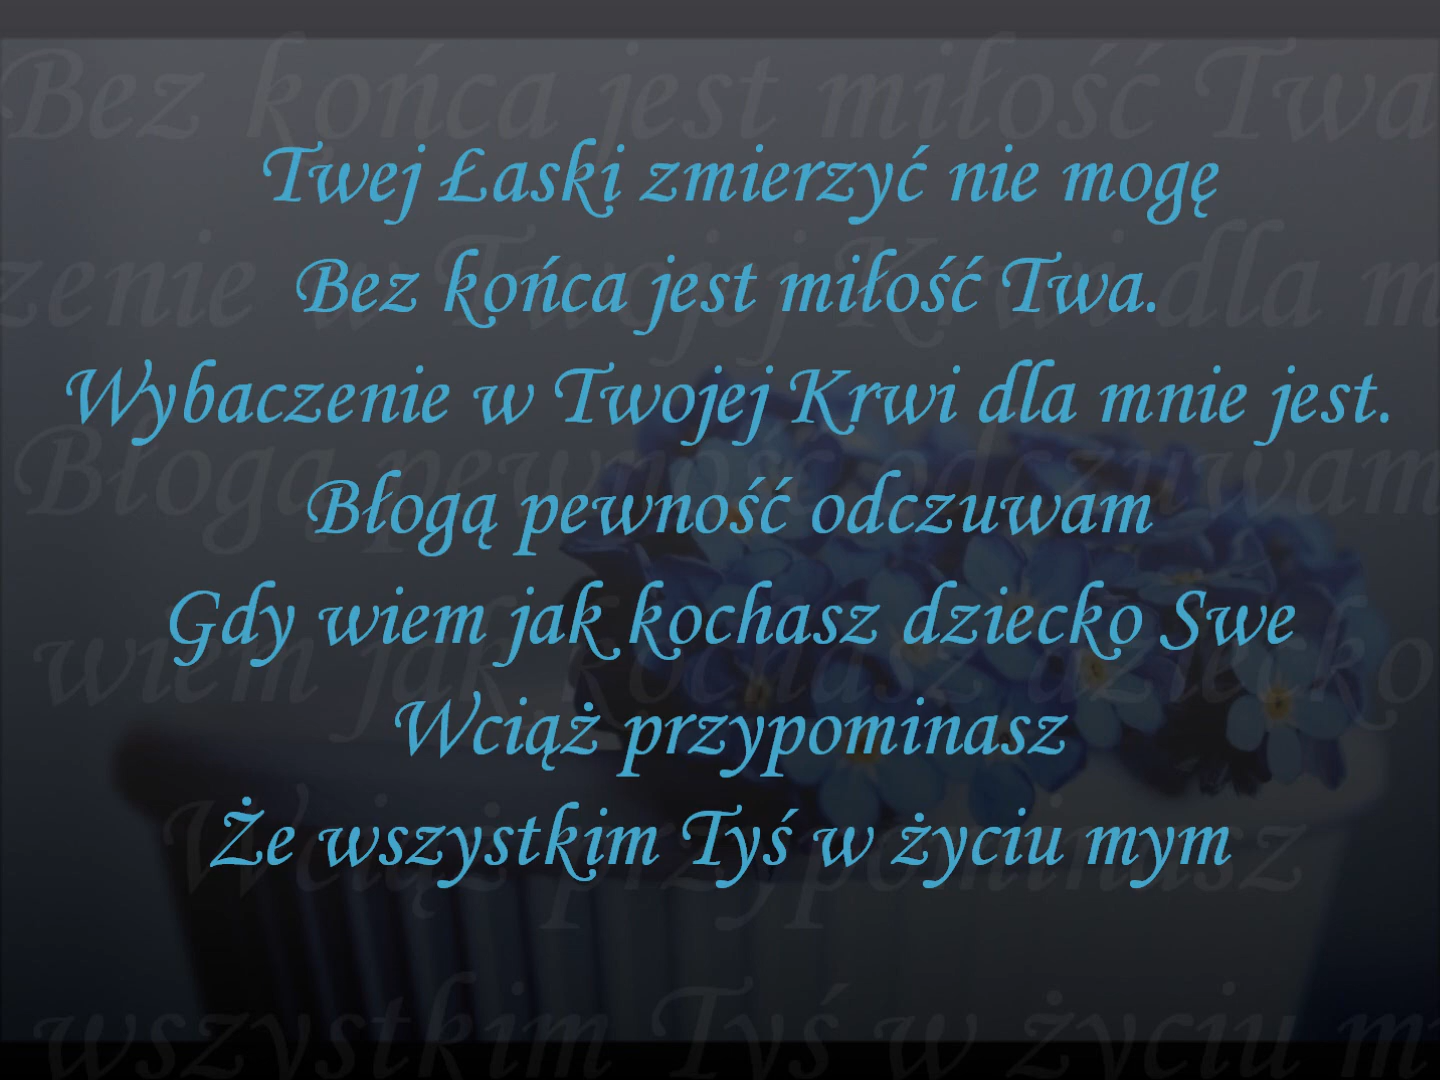 Twej Łaski zmierzyć nie mogę
Bez końca jest miłość Twa.
Wybaczenie w Twojej Krwi dla mnie jest.
Błogą pewność odczuwam
Gdy wiem jak kochasz dziecko Swe
Wciąż przypominasz
Że wszystkim Tyś w życiu mym